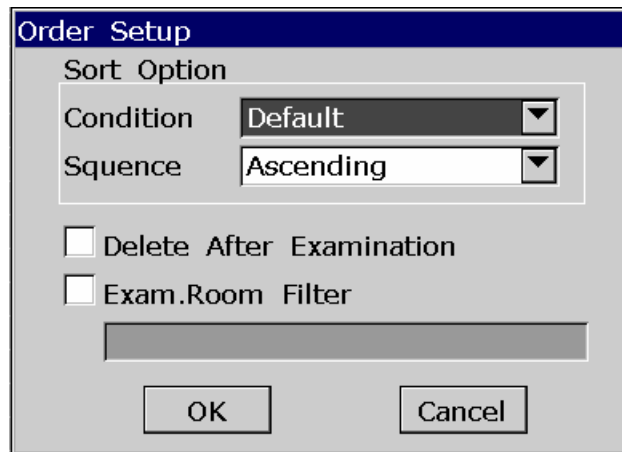 Order Setup
Sort Option
Condition Default
Squence Ascending
Delete After Examination
Exam.Room Filter
OK Cancel